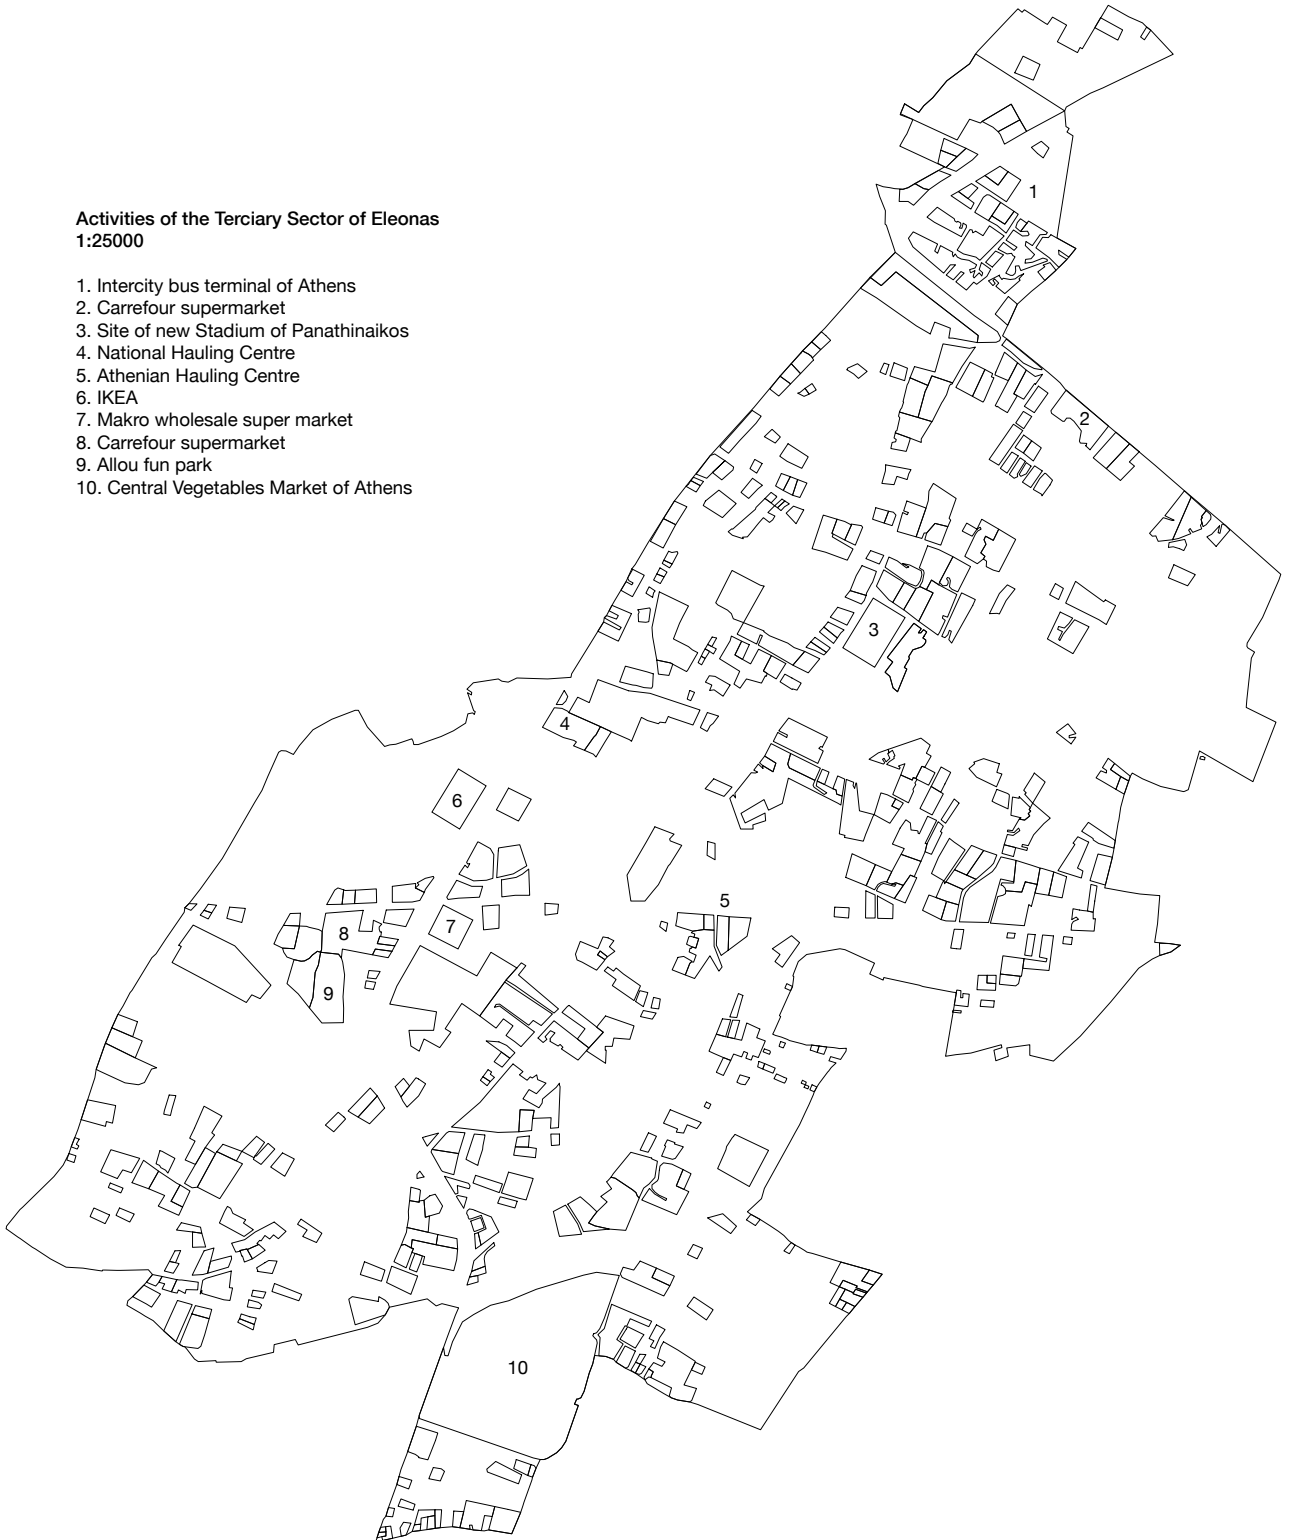 Activities of the Terciary Sector of Eleonas
1:25000
1. Intercity bus terminal of Athens
2. Carrefour supermarket
3. Site of new Stadium of Panathinaikos
4. National Hauling Centre
5. Athenian Hauling Centre
6. IKEA
7. Makro wholesale super market
8. Carrefour supermarket
9. Allou fun park
10. Central Vegetables Market of Athens
1
2
3
4
6
5
7
8
9
10